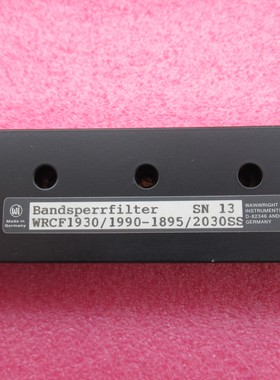 Made in
Germany
Bandsperrfilter SN 13
WRCF1930/1990-1895/2030SS
WAINWRIGHT
INSTRUMENTS
D-82346 AND
GERMANY